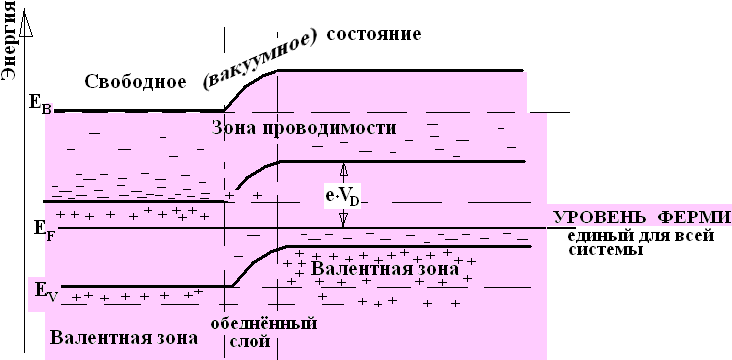 Энергия
Свободное (вакуумное) состояние
E_B
Зона проводимости
e·V_D
E_F
УРОВЕНЬ ФЕРМИ
единый для всей
системы
Валентная зона
E_V
обеднённый
слой
Валентная зона